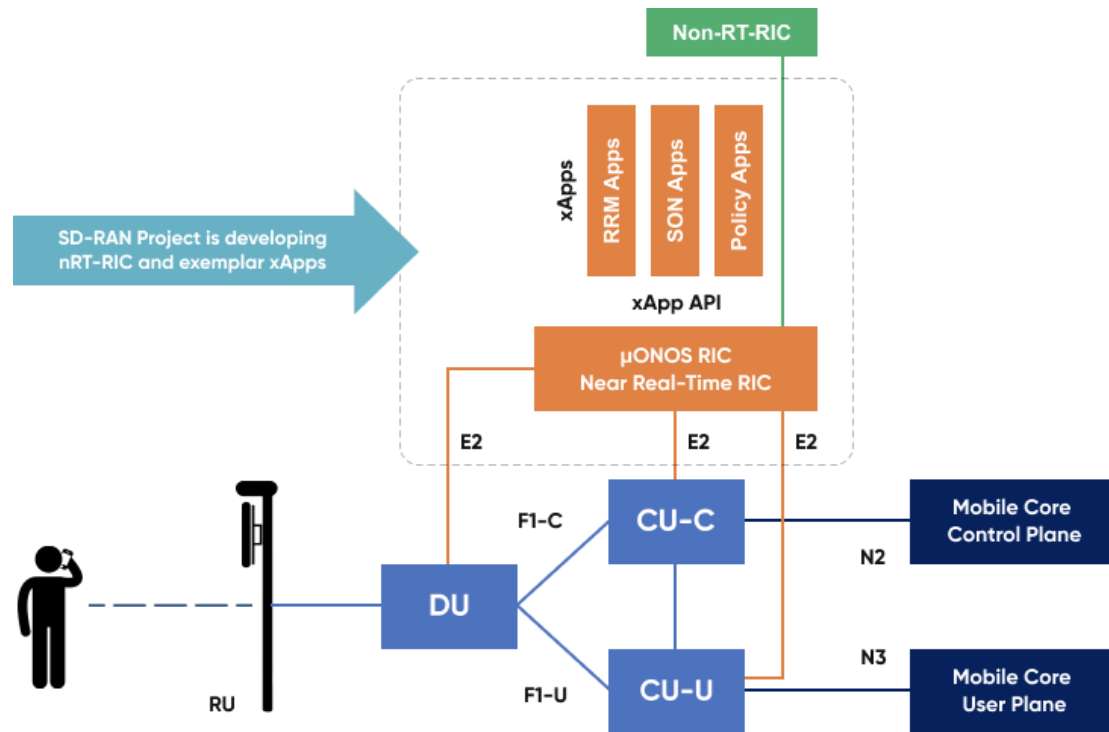 Non-RT-RIC
xApps
RRM Apps
SON Apps
Policy Apps
SD-RAN Project is developing
nRT-RIC and exemplar xApps
xApp API
µONOS RIC
Near Real-Time RIC
E2
E2
E2
F1-C
CU-C
Mobile Core
Control Plane
N2
DU
N3
F1-U
CU-U
Mobile Core
User Plane
RU